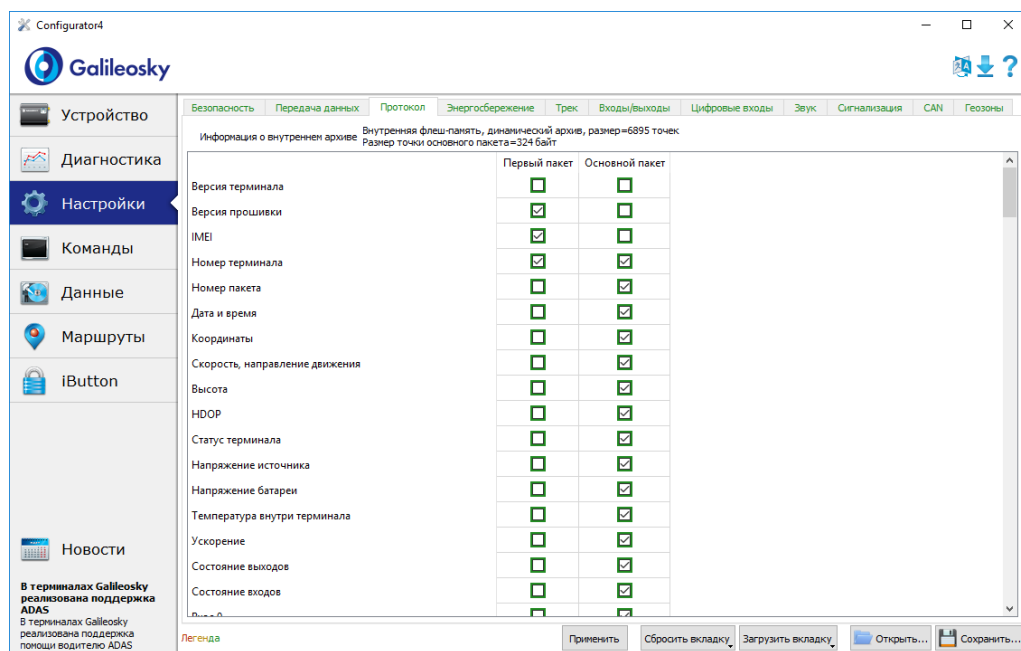 Configurator4
Galileosky
Устройство
Диагностика
Настройки
Команды
Данные
Маршруты
iButton
Новости
В терминалах Galileosky
реализована поддержка
ADAS
В терминалах Galileosky
реализована поддержка
помощи водителю ADAS
Безопасность Передача данных Протокол Энергосбережение Трек Входы/выходы Цифровые входы Звук Сигнализация CAN Геозоны
Информация о внутреннем архиве Внутренняя флеш-память, динамический архив, размер=6895 точек
Размер точки основного пакета=324 байт
Первый пакет Основной пакет
Версия терминала
Версия прошивки
IMEI
Номер терминала
Номер пакета
Дата и время
Координаты
Скорость, направление движения
Высота
HDOP
Статус терминала
Напряжение источника
Напряжение батареи
Температура внутри терминала
Ускорение
Состояние выходов
Состояние входов
Легенда
Применить Сбросить вкладку Загрузить вкладку Открыть... Сохранить...